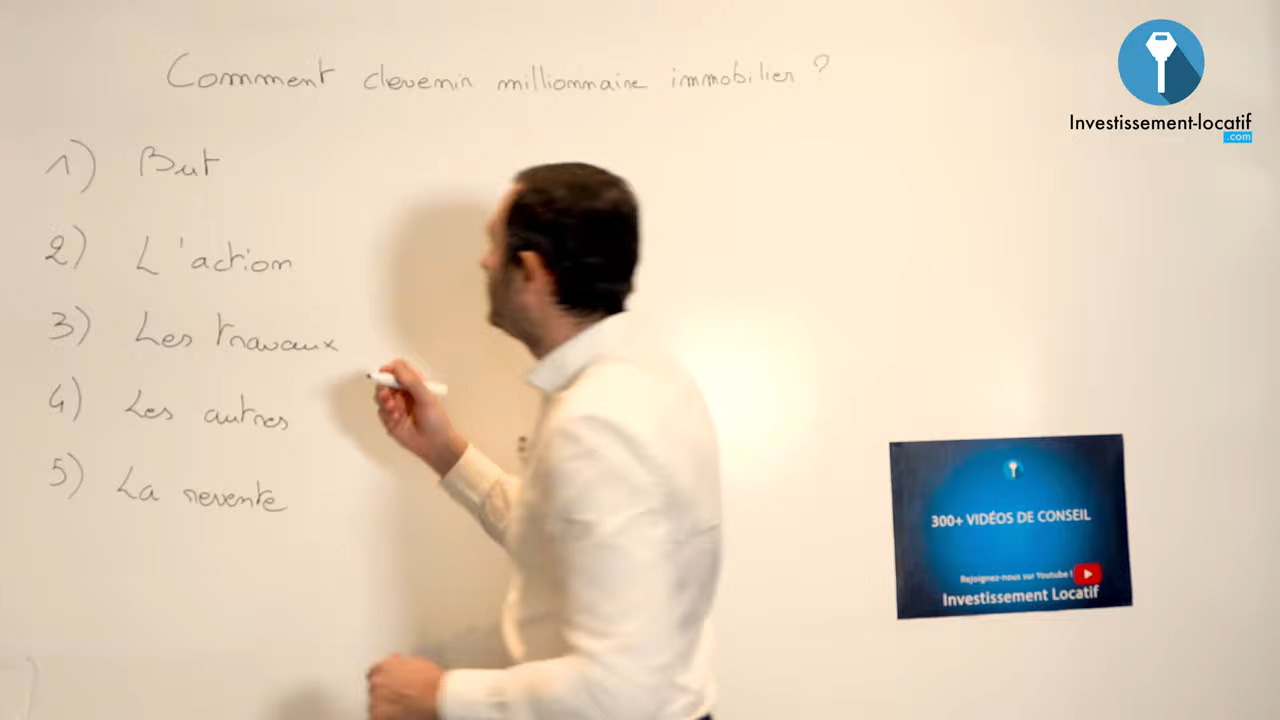 Comment devenir millionnaire immobilier ?
1) But
2) L'action
3) Les travaux
4) Les autres
5) La revente
Investissement-locatif
.com
300+ VIDÉOS DE CONSEIL
Rejoignez-nous sur Youtube !
Investissement Locatif